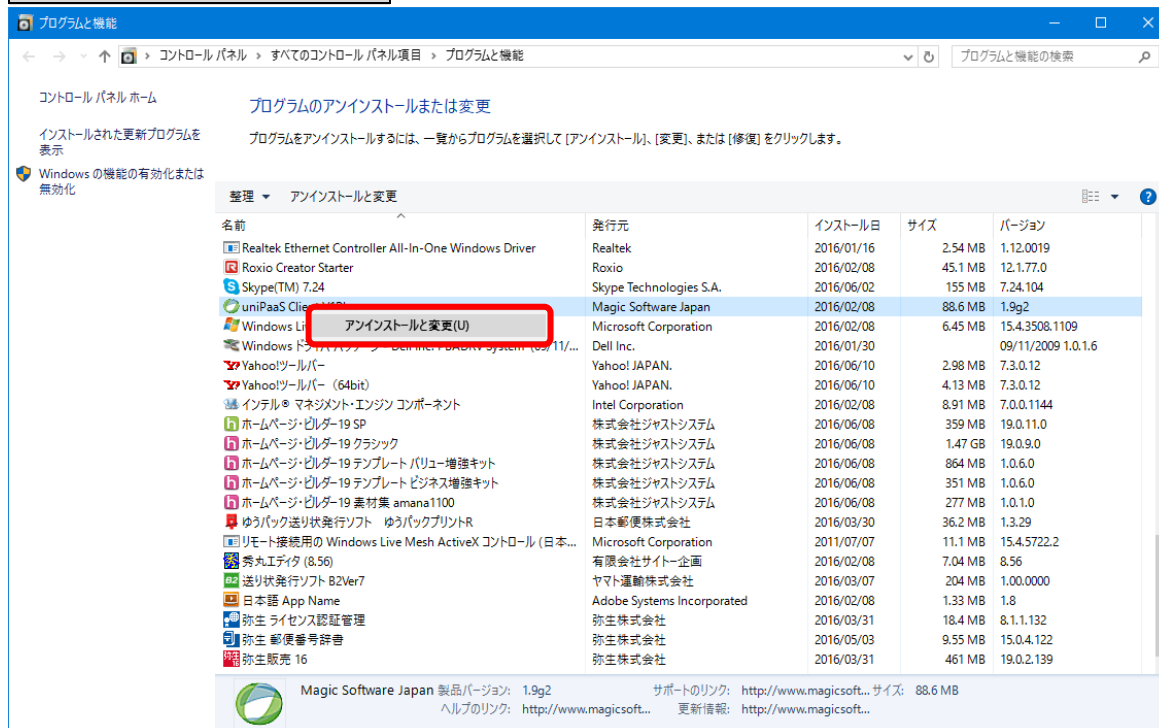 プログラムと機能
コントロール パネル › すべてのコントロール パネル項目 › プログラムと機能
プログラムと機能の検索
コントロール パネル ホーム
インストールされた更新プログラムを
表示
Windows の機能の有効化または
無効化
プログラムのアンインストールまたは変更
プログラムをアンインストールするには、一覧からプログラムを選択して [アンインストール]、[変更]、または [修復] をクリックします。
整理 アンインストールと変更
名前 発行元 インストール日 サイズ バージョン
Realtek Ethernet Controller All-In-One Windows Driver Realtek 2016/01/16 2.54 MB 1.12.0019
Roxio Creator Starter Roxio 2016/02/08 45.1 MB 12.1.77.0
Skype(TM) 7.24 Skype Technologies S.A. 2016/06/02 155 MB 7.24.104
uniPaaS Magic Software Japan 2016/02/08 88.6 MB 1.9g2
アンインストールと変更(U)
Windows Microsoft Corporation 2016/02/08 6.45 MB 15.4.3508.1109
Windows Dell Inc. 2016/01/30 09/11/2009 1.0.1.6
Yahoo!ツールバー Yahoo! JAPAN. 2016/06/10 2.98 MB 7.3.0.12
Yahoo!ツールバー (64bit) Yahoo! JAPAN. 2016/06/10 4.13 MB 7.3.0.12
インテル® マネジメント・エンジン コンポーネント Intel Corporation 2016/02/08 8.91 MB 7.0.0.1144
ホームページ・ビルダー19 SP 株式会社ジャストシステム 2016/06/08 359 MB 19.0.11.0
ホームページ・ビルダー19 クラシック 株式会社ジャストシステム 2016/06/08 1.47 GB 19.0.9.0
ホームページ・ビルダー19 テンプレート バリュー増強キット 株式会社ジャストシステム 2016/06/08 864 MB 1.0.6.0
ホームページ・ビルダー19 テンプレート ビジネス増強キット 株式会社ジャストシステム 2016/06/08 351 MB 1.0.6.0
ホームページ・ビルダー19 素材集 amana1100 株式会社ジャストシステム 2016/06/08 277 MB 1.0.1.0
ゆうパック送り状発行ソフト ゆうパックプリントR 日本郵便株式会社 2016/03/30 36.2 MB 1.3.29
リモート接続用の Windows Live Mesh ActiveX コントロール (日本... Microsoft Corporation 2011/07/07 11.1 MB 15.4.5722.2
秀丸エディタ (8.56) 有限会社サイトー企画 2016/02/08 7.04 MB 8.56
送り状発行ソフト B2Ver7 ヤマト運輸株式会社 2016/03/07 204 MB 1.00.0000
日本語 App Name Adobe Systems Incorporated 2016/02/08 1.33 MB 1.8
弥生 ライセンス認証管理 弥生株式会社 2016/03/31 18.4 MB 8.1.1.132
弥生 郵便番号辞書 弥生株式会社 2016/05/03 9.55 MB 15.0.4.122
弥生販売 16 弥生株式会社 2016/03/31 461 MB 19.0.2.139
Magic Software Japan 製品バージョン: 1.9g2 サポートのリンク: http://www.magicsoft... サイズ: 88.6 MB
ヘルプのリンク: http://www.magicsoft... 更新情報: http://www.magicsoft...